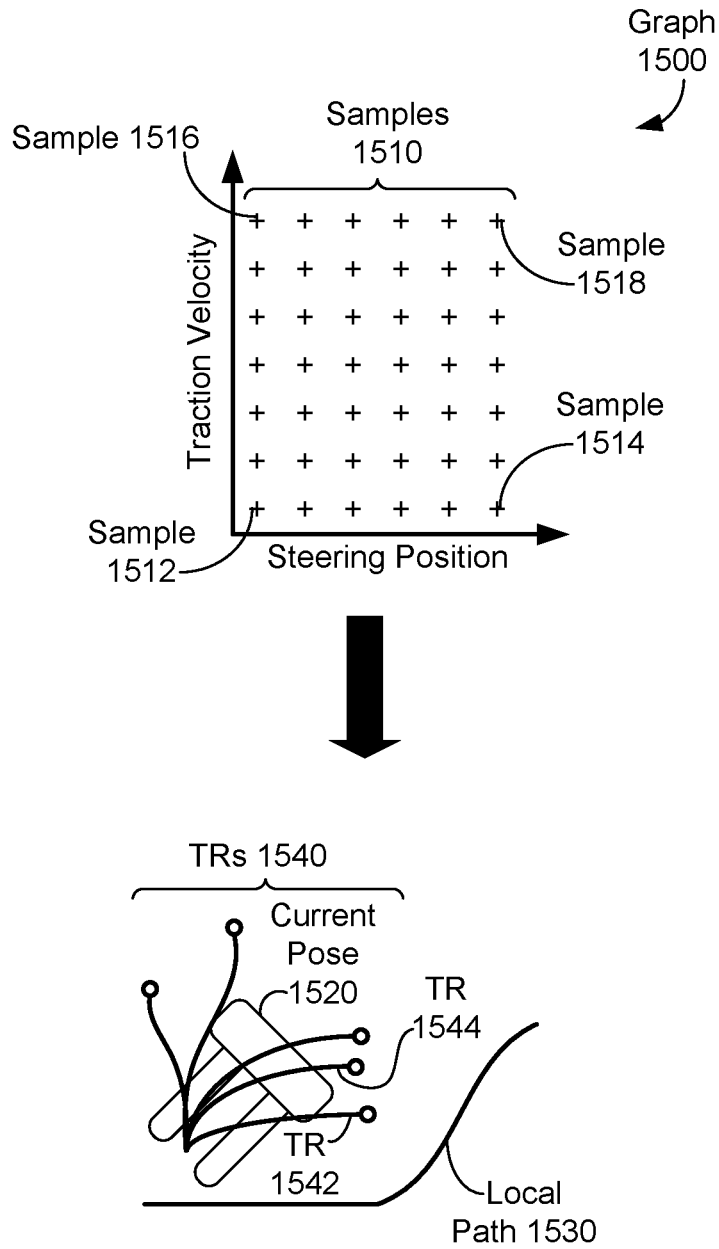 Graph
1500
Samples
1510
Sample 1516
Sample
1518
Traction Velocity
Sample
1514
Sample
1512
Steering Position
TRs 1540
Current
Pose
1520
TR
1544
TR
1542
Local
Path 1530